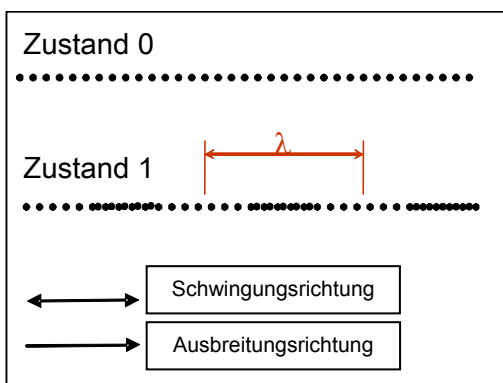 Zustand 0
λ
Zustand 1
Schwingungsrichtung
Ausbreitungsrichtung